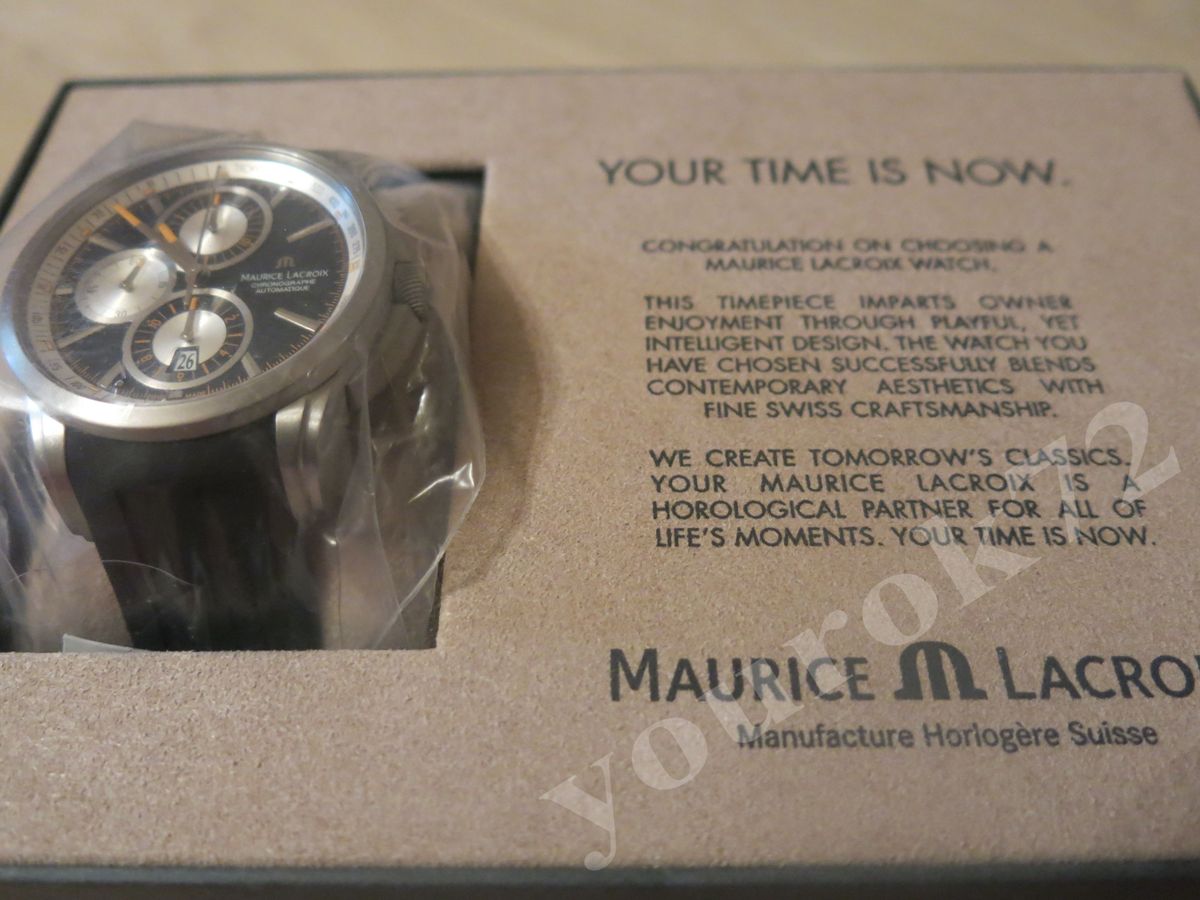 MAURICE LACROIX
CHRONOGRAPHE
AUTOMATIQUE
26
YOUR TIME IS NOW.
CONGRATULATION ON CHOOSING A
MAURICE LACROIX WATCH.
THIS TIMEPIECE IMPARTS OWNER
ENJOYMENT THROUGH PLAYFUL, YET
INTELLIGENT DESIGN. THE WATCH YOU
HAVE CHOSEN SUCCESSFULLY BLENDS
CONTEMPORARY AESTHETICS WITH
FINE SWISS CRAFTSMANSHIP.
WE CREATE TOMORROW'S CLASSICS.
YOUR MAURICE LACROIX IS A
HOROLOGICAL PARTNER FOR ALL OF
LIFE'S MOMENTS. YOUR TIME IS NOW.
MAURICE LACROI
Manufacture Horlogère Suisse
yourok72